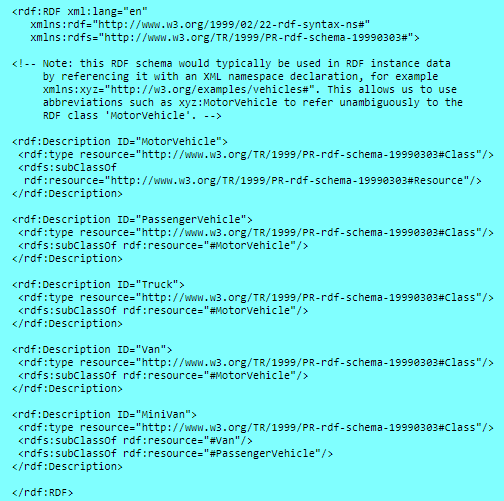 <rdf:RDF xml:lang="en"
xmlns:rdf="http://www.w3.org/1999/02/22-rdf-syntax-ns#"
xmlns:rdfs="http://www.w3.org/TR/1999/PR-rdf-schema-19990303#">
<!-- Note: this RDF schema would typically be used in RDF instance data
by referencing it with an XML namespace declaration, for example
xmlns:xyz="http://w3.org/examples/vehicles#". This allows us to use
abbreviations such as xyz:MotorVehicle to refer unambiguously to the
RDF class 'MotorVehicle'. -->
<rdf:Description ID="MotorVehicle">
<rdf:type resource="http://www.w3.org/TR/1999/PR-rdf-schema-19990303#Class"/>
<rdfs:subClassOf
rdf:resource="http://www.w3.org/TR/1999/PR-rdf-schema-19990303#Resource"/>
</rdf:Description>
<rdf:Description ID="PassengerVehicle">
<rdf:type resource="http://www.w3.org/TR/1999/PR-rdf-schema-19990303#Class"/>
<rdfs:subClassOf rdf:resource="#MotorVehicle"/>
</rdf:Description>
<rdf:Description ID="Truck">
<rdf:type resource="http://www.w3.org/TR/1999/PR-rdf-schema-19990303#Class"/>
<rdfs:subClassOf rdf:resource="#MotorVehicle"/>
</rdf:Description>
<rdf:Description ID="Van">
<rdf:type resource="http://www.w3.org/TR/1999/PR-rdf-schema-19990303#Class"/>
<rdfs:subClassOf rdf:resource="#MotorVehicle"/>
</rdf:Description>
<rdf:Description ID="MiniVan">
<rdf:type resource="http://www.w3.org/TR/1999/PR-rdf-schema-19990303#Class"/>
<rdfs:subClassOf rdf:resource="#Van"/>
<rdfs:subClassOf rdf:resource="#PassengerVehicle"/>
</rdf:Description>
</rdf:RDF>